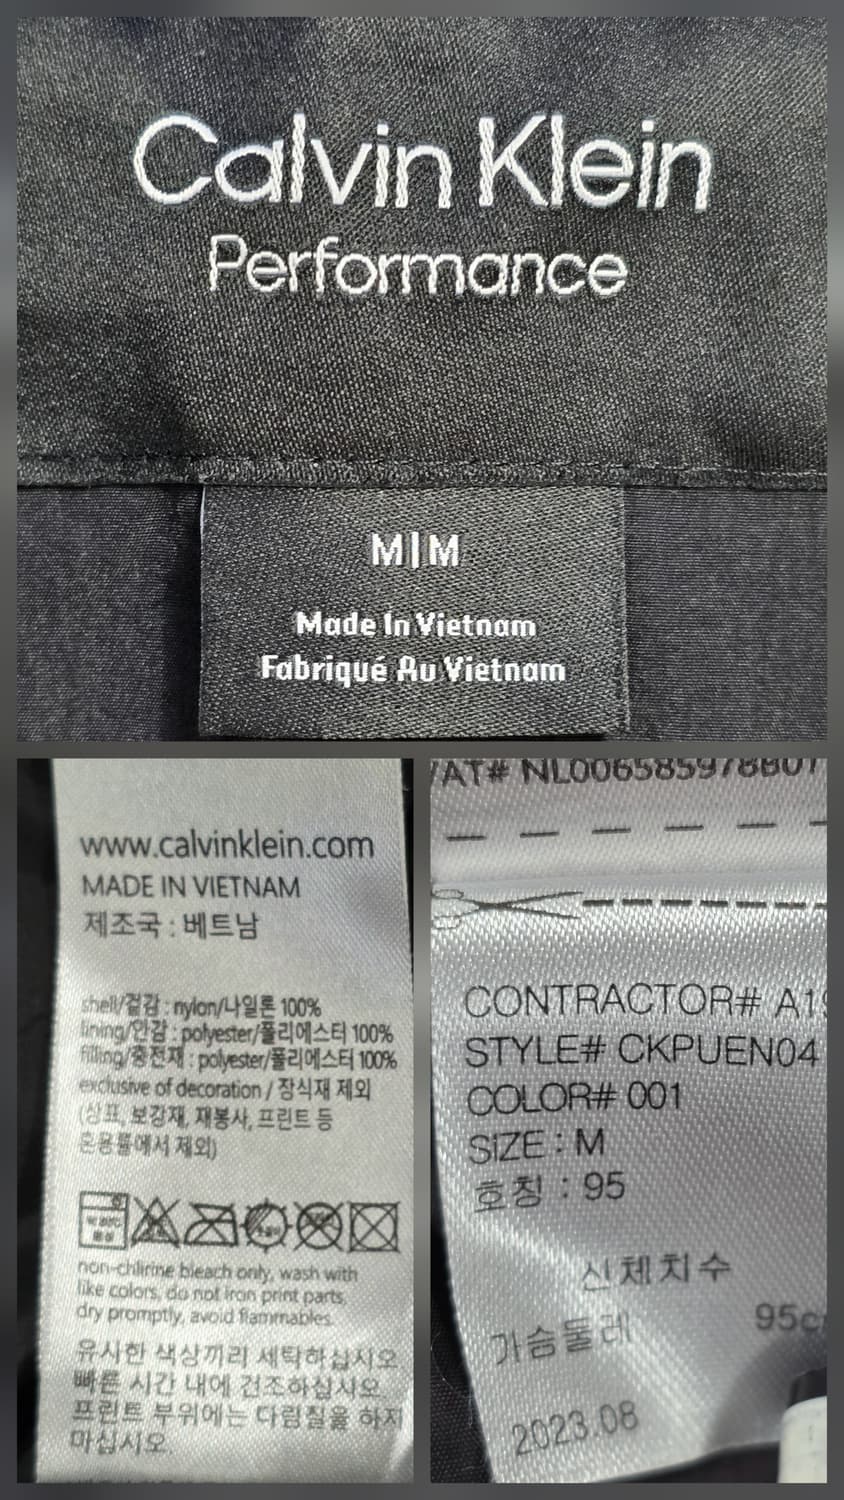 Calvin Klein
Performance
M|M
Made In Vietnam
Fabriqué Au Vietnam
www.calvinklein.com
MADE IN VIETNAM
제조국 : 베트남
shell/겉감 : nylon/나일론 100%
lining/안감 : polyester/폴리에스터 100%
filling/충전재 : polyester/폴리에스터 100%
exclusive of decoration / 장식재 제외
(상표, 보강재, 재봉사, 프린트 등
혼용률에서 제외)
non-chlirine bleach only, wash with
like colors, do not iron print parts,
dry promptly, avoid flammables.
유사한 색상끼리 세탁하십시오
빠른 시간 내에 건조하십시오.
프린트 부위에는 다림질을 하지
마십시오.
VAT# NL006585978B01
CONTRACTOR# A19
STYLE# CKPUEN04
COLOR# 001
SIZE : M
호칭 : 95
신체치수
가슴둘레 95c
2023.08